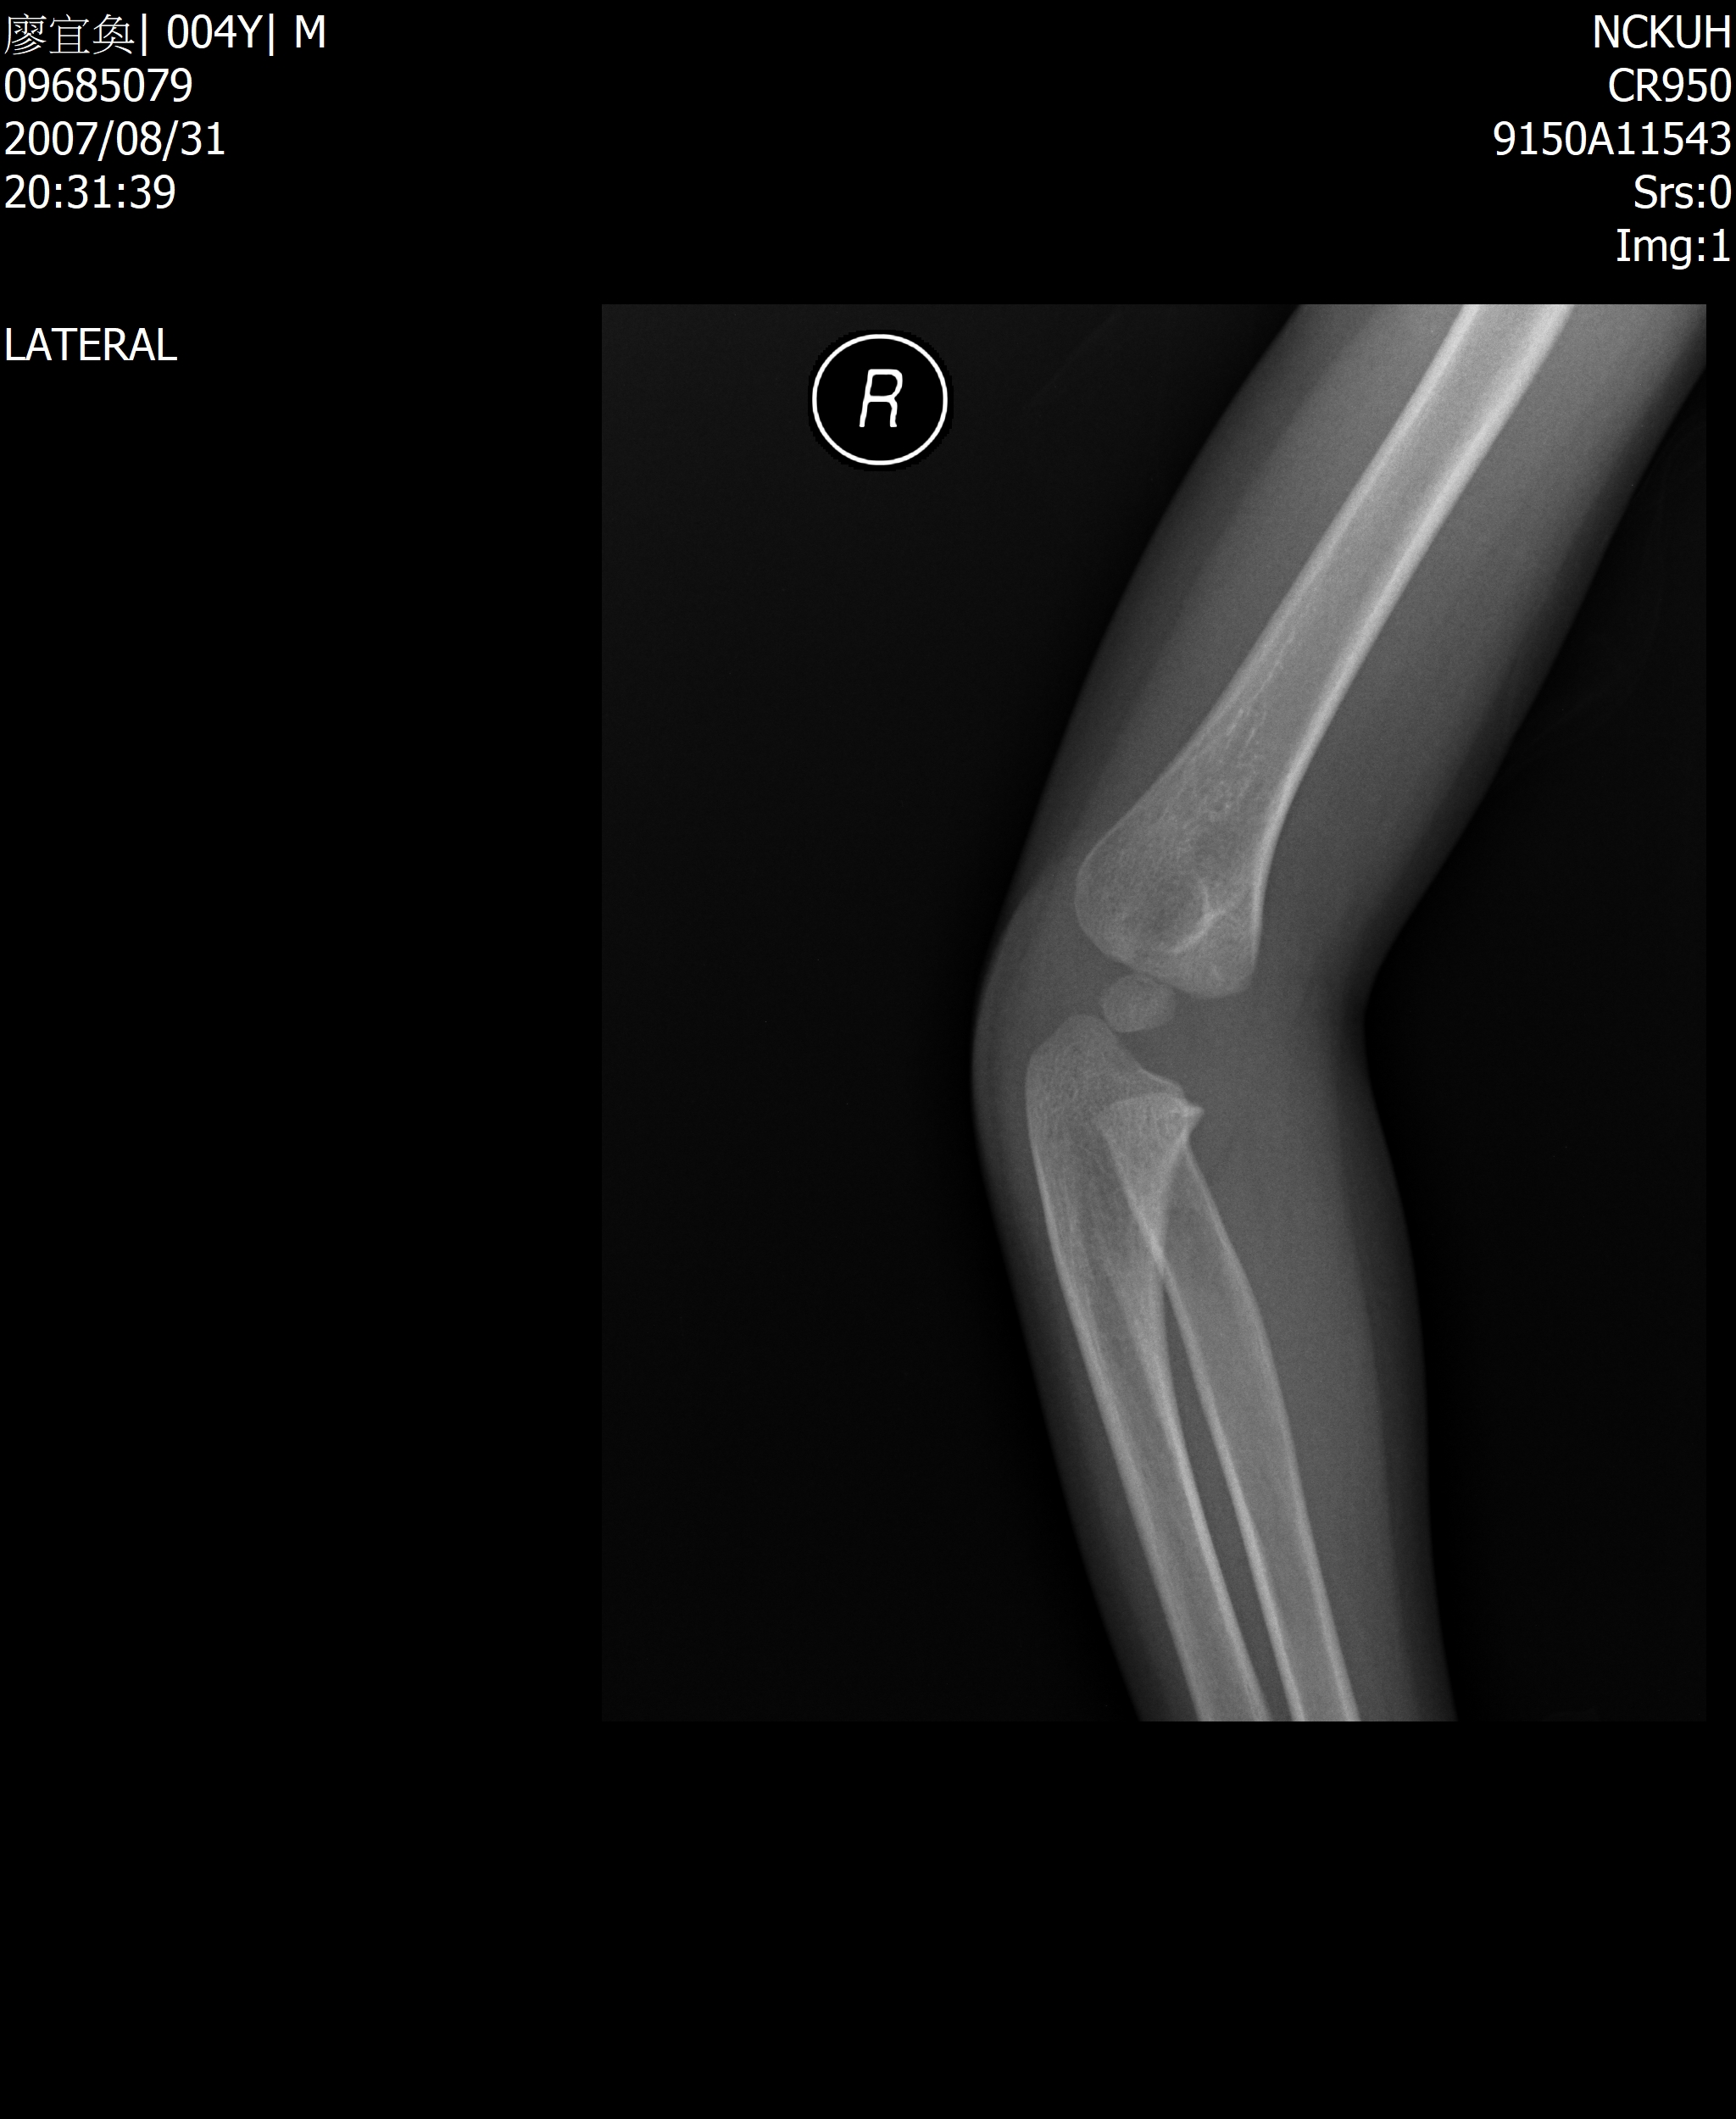 廖宜奐| 004Y| M
09685079
2007/08/31
20:31:39
LATERAL
NCKUH
CR950
9150A11543
Srs:0
Img:1
R